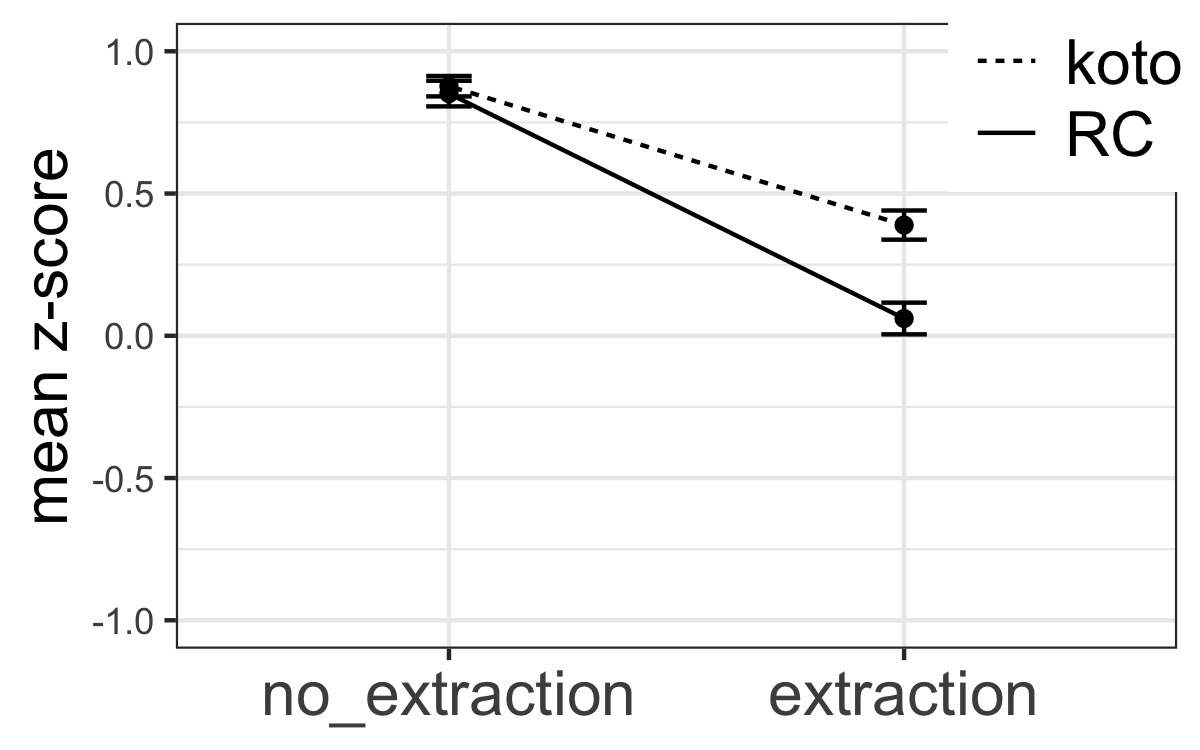 koto
RC
mean z-score
1.0
0.5
0.0
-0.5
-1.0
no_extraction
extraction